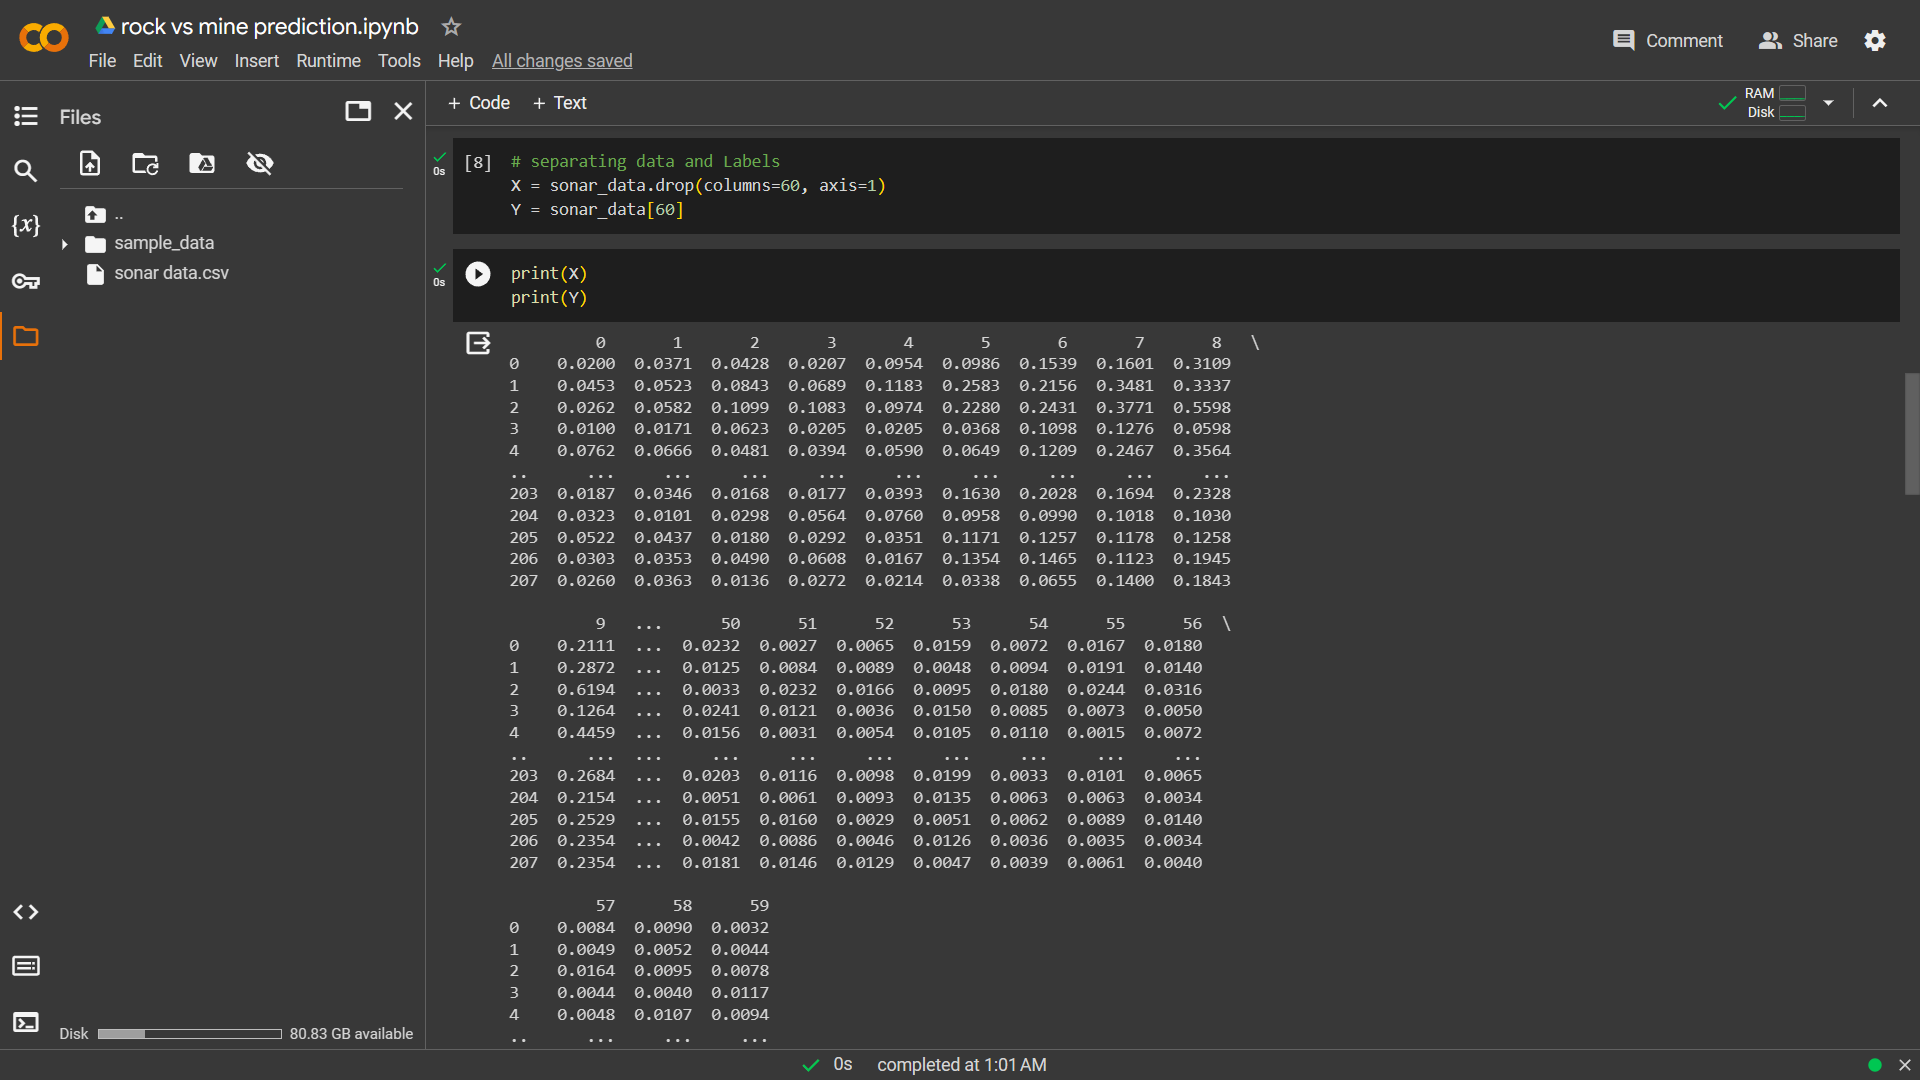 rock vs mine prediction.ipynb
File Edit View Insert Runtime Tools Help All changes saved
Comment Share
Files
+ Code + Text
RAM
Disk
..
sample_data
sonar data.csv
0s
[8] # separating data and Labels
X = sonar_data.drop(columns=60, axis=1)
Y = sonar_data[60]
0s
print(X)
print(Y)
0 1 2 3 4 5 6 7 8 \
0 0.0200 0.0371 0.0428 0.0207 0.0954 0.0986 0.1539 0.1601 0.3109
1 0.0453 0.0523 0.0843 0.0689 0.1183 0.2583 0.2156 0.3481 0.3337
2 0.0262 0.0582 0.1099 0.1083 0.0974 0.2280 0.2431 0.3771 0.5598
3 0.0100 0.0171 0.0623 0.0205 0.0205 0.0368 0.1098 0.1276 0.0598
4 0.0762 0.0666 0.0481 0.0394 0.0590 0.0649 0.1209 0.2467 0.3564
.. ... ... ... ... ... ... ... ... ...
203 0.0187 0.0346 0.0168 0.0177 0.0393 0.1630 0.2028 0.1694 0.2328
204 0.0323 0.0101 0.0298 0.0564 0.0760 0.0958 0.0990 0.1018 0.1030
205 0.0522 0.0437 0.0180 0.0292 0.0351 0.1171 0.1257 0.1178 0.1258
206 0.0303 0.0353 0.0490 0.0608 0.0167 0.1354 0.1465 0.1123 0.1945
207 0.0260 0.0363 0.0136 0.0272 0.0214 0.0338 0.0655 0.1400 0.1843
9 ... 50 51 52 53 54 55 56 \
0 0.2111 ... 0.0232 0.0027 0.0065 0.0159 0.0072 0.0167 0.0180
1 0.2872 ... 0.0125 0.0084 0.0089 0.0048 0.0094 0.0191 0.0140
2 0.6194 ... 0.0033 0.0232 0.0166 0.0095 0.0180 0.0244 0.0316
3 0.1264 ... 0.0241 0.0121 0.0036 0.0150 0.0085 0.0073 0.0050
4 0.4459 ... 0.0156 0.0031 0.0054 0.0105 0.0110 0.0015 0.0072
.. ... ... ... ... ... ... ... ... ...
203 0.2684 ... 0.0203 0.0116 0.0098 0.0199 0.0033 0.0101 0.0065
204 0.2154 ... 0.0051 0.0061 0.0093 0.0135 0.0063 0.0063 0.0034
205 0.2529 ... 0.0155 0.0160 0.0029 0.0051 0.0062 0.0089 0.0140
206 0.2354 ... 0.0042 0.0086 0.0046 0.0126 0.0036 0.0035 0.0034
207 0.2354 ... 0.0181 0.0146 0.0129 0.0047 0.0039 0.0061 0.0040
57 58 59
0 0.0084 0.0090 0.0032
1 0.0049 0.0052 0.0044
2 0.0164 0.0095 0.0078
3 0.0044 0.0040 0.0117
4 0.0048 0.0107 0.0094
.. ... ... ...
Disk 80.83 GB available
0s completed at 1:01 AM